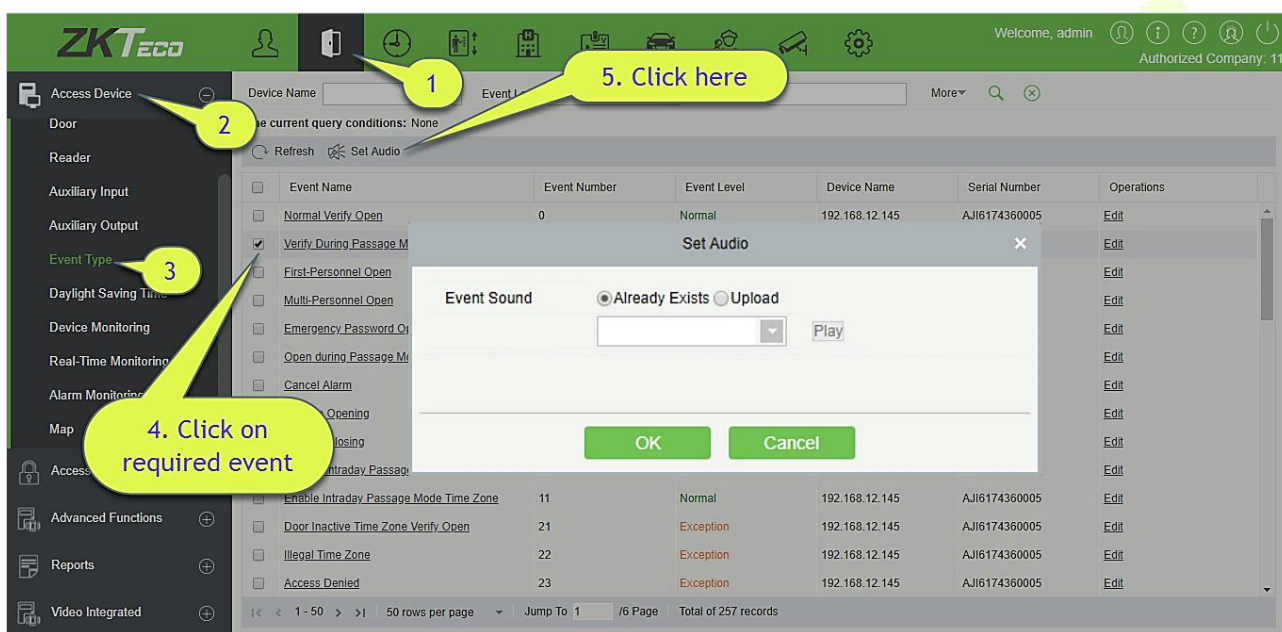 ZKTECO
Welcome, admin
Authorized Company: 11
1
5. Click here
Access Device
2
Device Name
More
Door
current query conditions: None
Reader
Refresh Set Audio
Auxiliary Input
Event Name Event Number Event Level Device Name Serial Number Operations
Auxiliary Output
Normal Verify Open 0 Normal 192.168.12.145 AJI6174360005 Edit
Verify During Passage M Edit
Set Audio
Event Type
3
First-Personnel Open Edit
Daylight Saving
Multi-Personnel Open Edit
Event Sound Already Exists Upload
Device Monitoring
Emergency Password Edit
Play
Real-Time Monitoring
Open during Passage Edit
Alarm
Cancel Alarm Edit
Map
Opening Edit
4. Click on
required event
Edit
OK Cancel
Access
Intraday Edit
Enable Intraday Passage Mode Time Zone 11 Normal 192.168.12.145 AJI6174360005 Edit
Advanced Functions
Door Inactive Time Zone Verify Open 21 Exception 192.168.12.145 AJI6174360005 Edit
Illegal Time Zone 22 Exception 192.168.12.145 AJI6174360005 Edit
Reports
Access Denied 23 Exception 192.168.12.145 AJI6174360005 Edit
Video Integrated
1-50 50 rows per page Jump To 1 /6 Page Total of 257 records